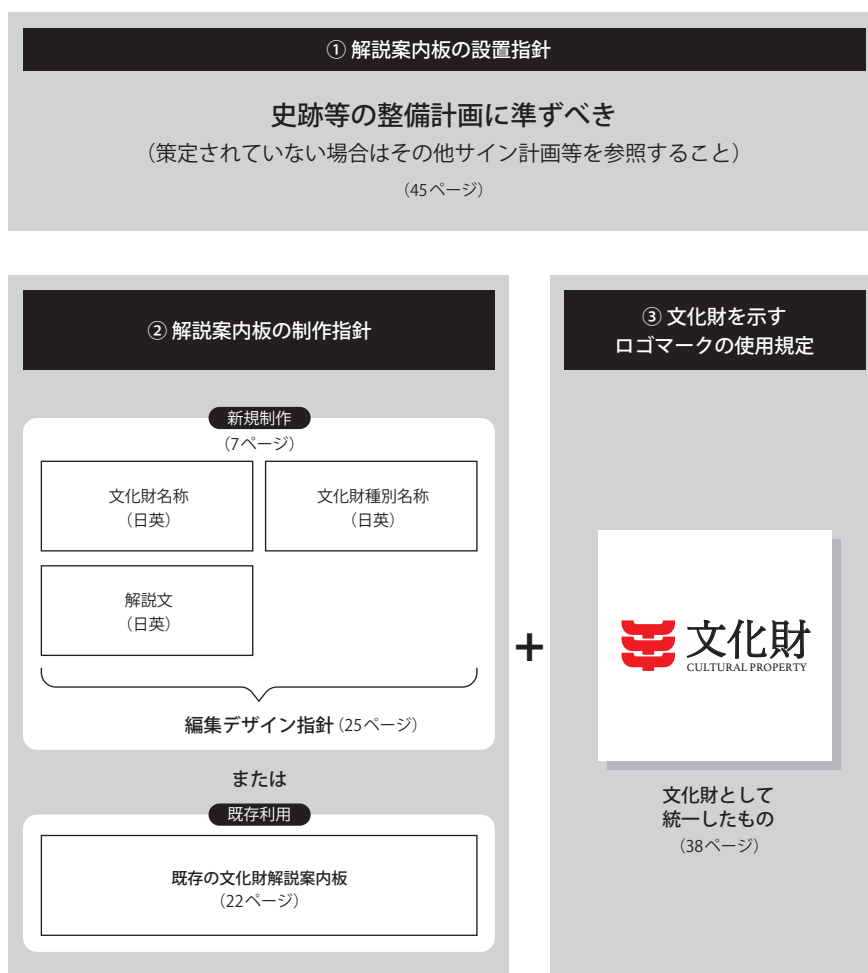 ① 解説案内板の設置指針
史跡等の整備計画に準ずべき
（策定されていない場合はその他サイン計画等を参照すること）
（45ページ）
② 解説案内板の制作指針
新規制作
（7ページ）
文化財名称
（日英）
文化財種別名称
（日英）
解説文
（日英）
編集デザイン指針（25ページ）
または
既存利用
既存の文化財解説案内板
（22ページ）
+
③ 文化財を示す
ロゴマークの使用規定
文化財
CULTURAL PROPERTY
文化財として
統一したもの
（38ページ）